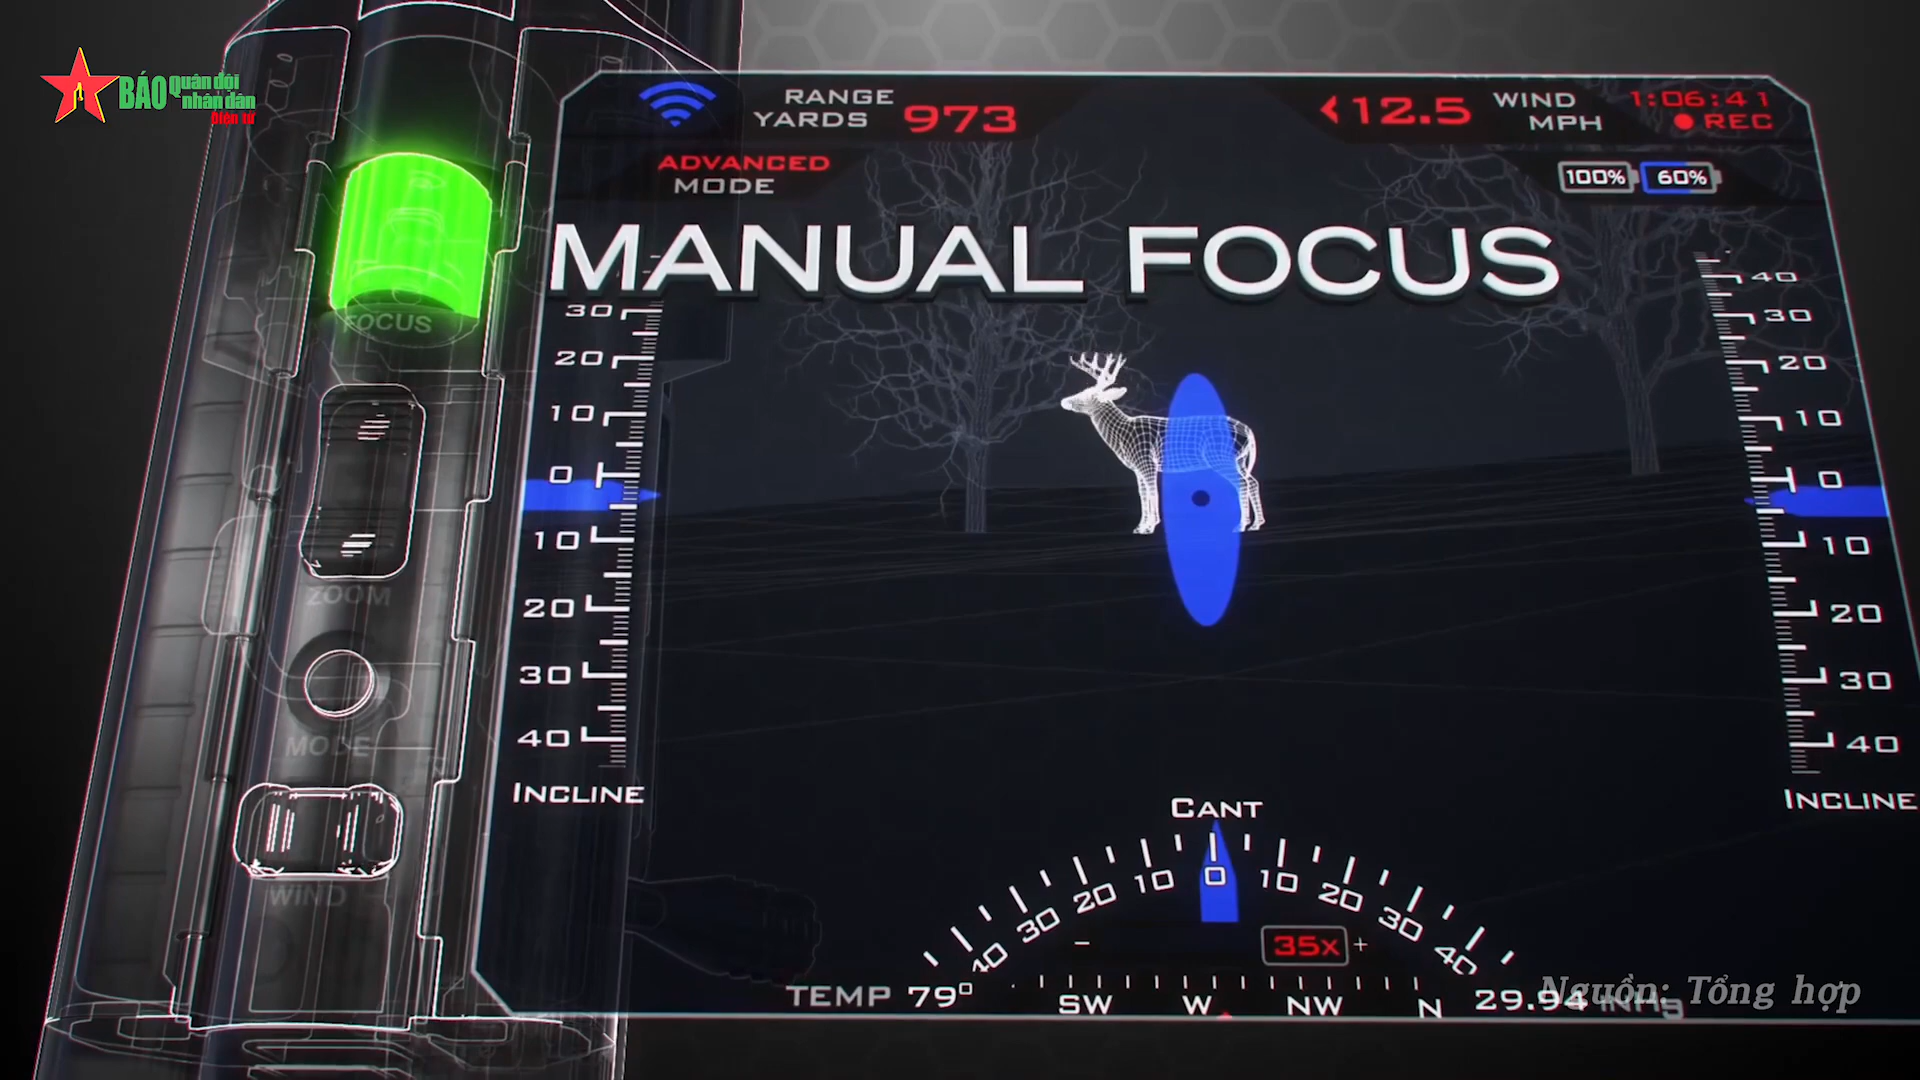 BÁO Quân đội
nhân dân
Điện tử
RANGE
YARDS 973
12.5 WIND
MPH
1:06:41
REC
ADVANCED
MODE
100% 60%
MANUAL FOCUS
FOCUS
ZOOM
MODE
WIND
30
20
10
0
10
20
30
40
INCLINE
40
30
20
10
0
10
20
30
40
INCLINE
CANT
40 30 20 10 0 10 20 30 40
- 35x +
TEMP 79°
SW W NW N
29.94 INHG
Nguồn: Tổng hợp